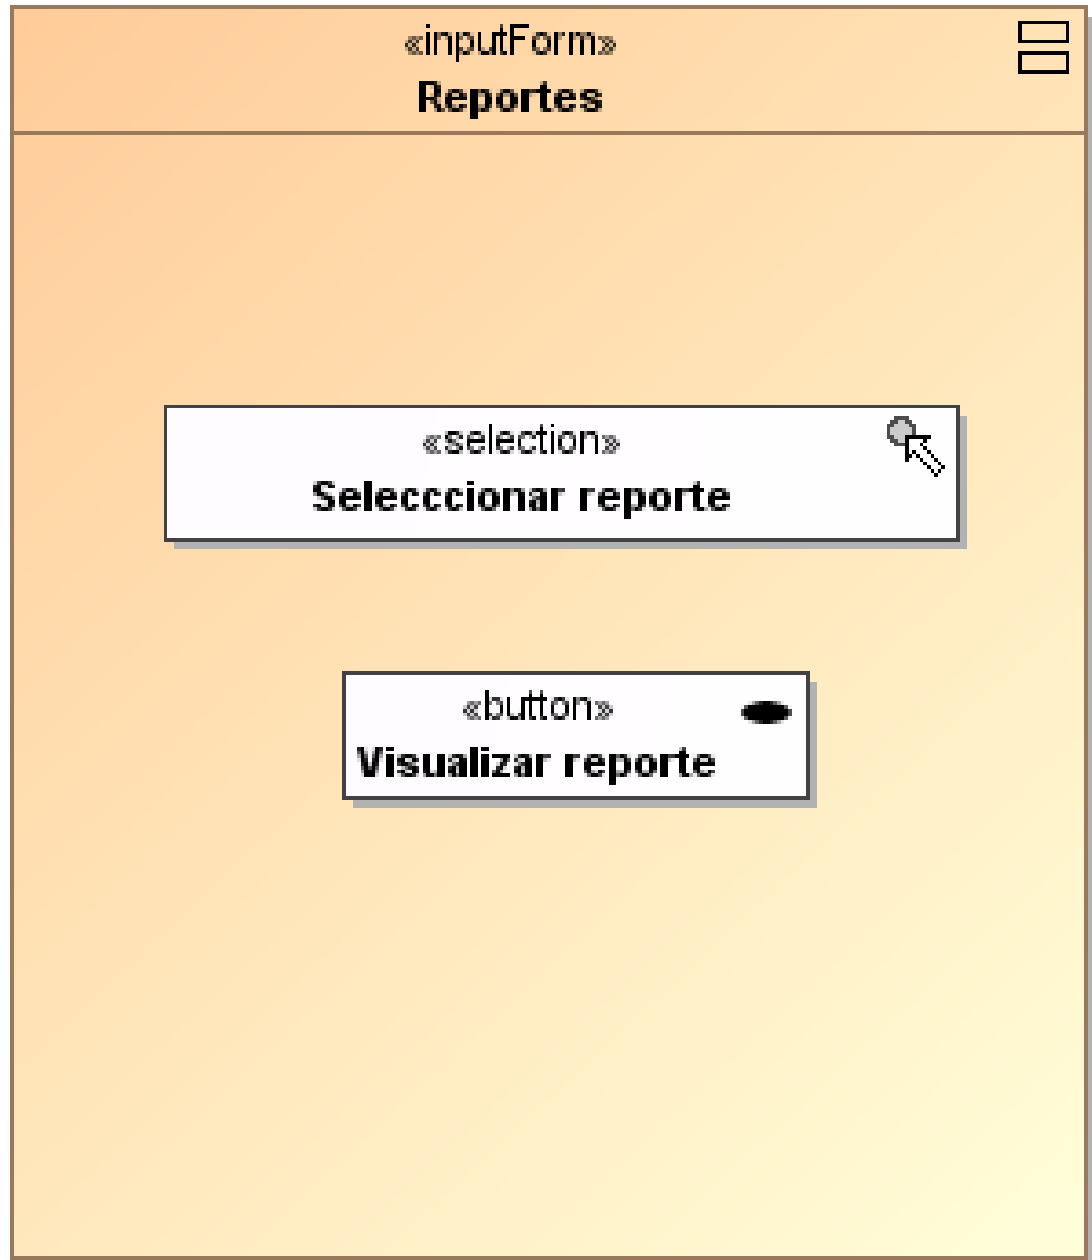 «inputForm»
Reportes
«selection»
Selecccionar reporte
«button»
Visualizar reporte